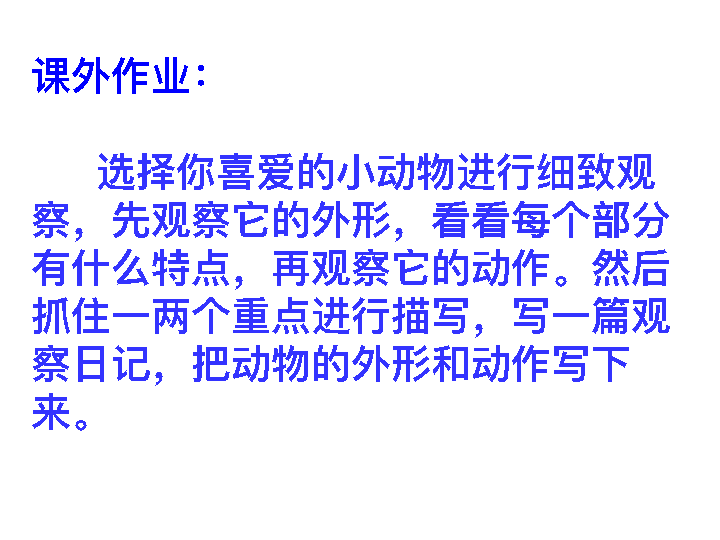 课外作业：
选择你喜爱的小动物进行细致观
察，先观察它的外形，看看每个部分
有什么特点，再观察它的动作。然后
抓住一两个重点进行描写，写一篇观
察日记，把动物的外形和动作写下
来。